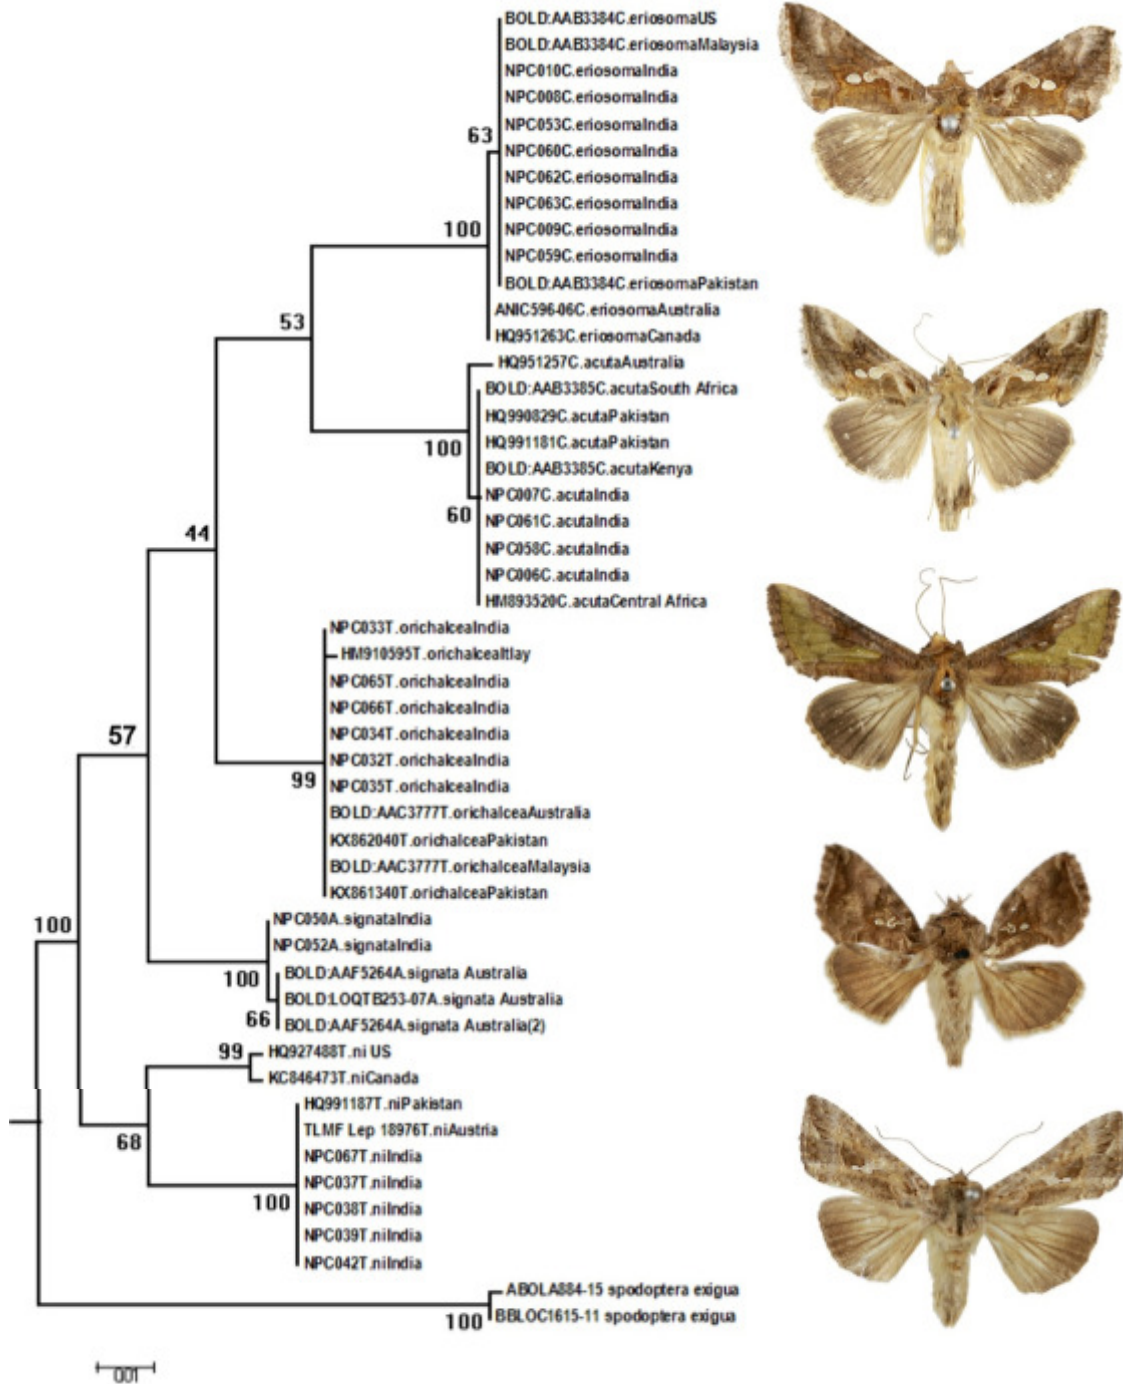 BOLD:AAB3384C.eriosomaUS
BOLD:AAB3384C.eriosomaMalaysia
NPC010C.eriosomaIndia
NPC008C.eriosomaIndia
NPC053C.eriosomaIndia
63
NPC060C.eriosomaIndia
NPC062C.eriosomaIndia
NPC063C.eriosomaIndia
NPC009C.eriosomaIndia
100
NPC059C.eriosomaIndia
BOLD:AAB3384C.eriosomaPakistan
ANIC596-06C.eriosomaAustralia
53
HQ951263C.eriosomaCanada
HQ951257C.acutaAustralia
BOLD:AAB3385C.acutaSouth Africa
HQ990829C.acutaPakistan
HQ991181C.acutaPakistan
100
BOLD:AAB3385C.acutaKenya
NPC007C.acutaIndia
60
NPC061C.acutaIndia
44
NPC058C.acutaIndia
NPC006C.acutaIndia
HM893520C.acutaCentral Africa
NPC033T.orichalceaIndia
HM910595T.orichalceaItlay
NPC065T.orichalceaIndia
NPC066T.orichalceaIndia
NPC034T.orichalceaIndia
57
NPC032T.orichalceaIndia
99
NPC035T.orichalceaIndia
BOLD:AAC3777T.orichalceaAustralia
KX862040T.orichalceaPakistan
BOLD:AAC3777T.orichalceaMalaysia
KX861340T.orichalceaPakistan
NPC050A.signataIndia
100
NPC052A.signataIndia
BOLD:AAF5264A.signata Australia
100
BOLD:LOQTB253-07A.signata Australia
66
BOLD:AAF5264A.signata Australia(2)
99
HQ927488T.ni US
KC846473T.niCanada
HQ991187T.niPakistan
TLMF Lep 18976T.niAustria
68
NPC067T.niIndia
NPC037T.niIndia
100
NPC038T.niIndia
NPC039T.niIndia
NPC042T.niIndia
ABOLA884-15 spodoptera exigua
100
BBLOC1615-11 spodoptera exigua
001